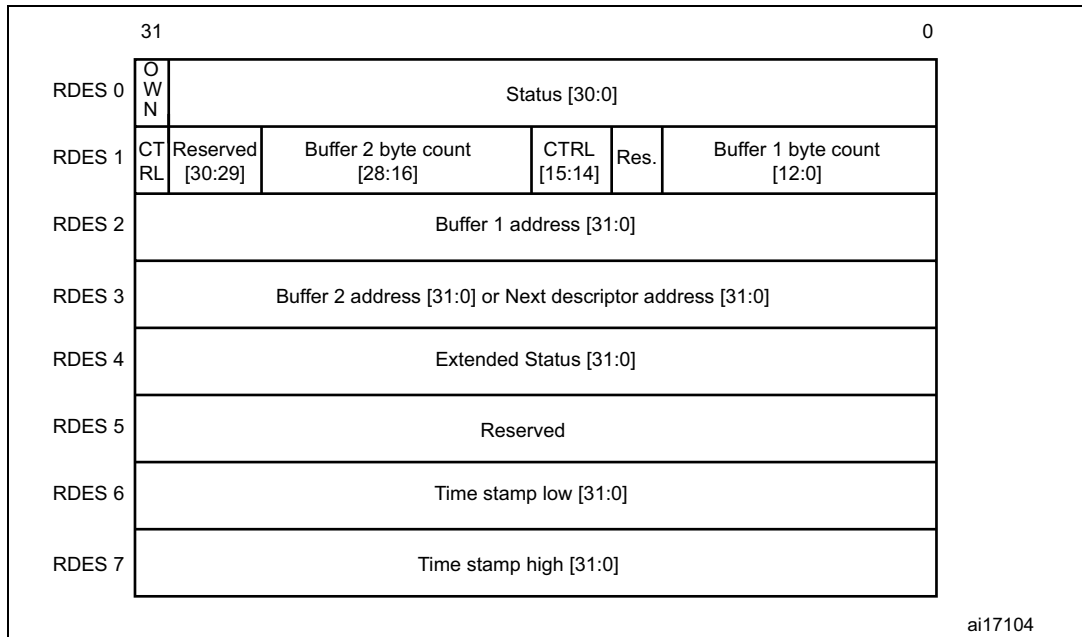 31 0
RDES 0 OWN Status [30:0]
RDES 1 CTRL Reserved [30:29] Buffer 2 byte count [28:16] CTRL [15:14] Res. Buffer 1 byte count [12:0]
RDES 2 Buffer 1 address [31:0]
RDES 3 Buffer 2 address [31:0] or Next descriptor address [31:0]
RDES 4 Extended Status [31:0]
RDES 5 Reserved
RDES 6 Time stamp low [31:0]
RDES 7 Time stamp high [31:0]
ai17104